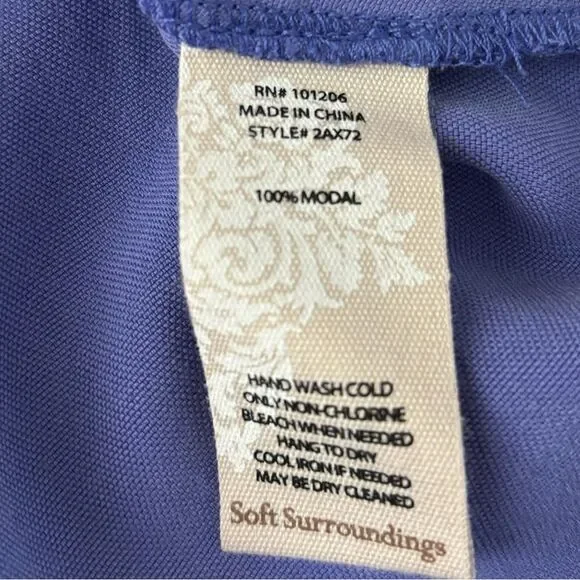 RN# 101206
MADE IN CHINA
STYLE# 2AX72
100% MODAL
HAND WASH COLD
ONLY NON-CHLORINE
BLEACH WHEN NEEDED
HANG TO DRY
COOL IRON IF NEEDED
MAY BE DRY CLEANED
Soft Surroundings